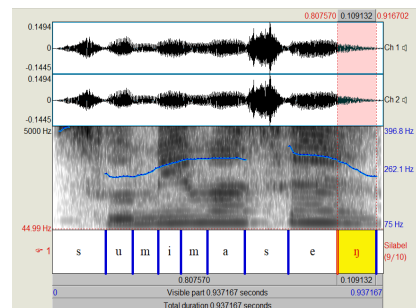 0.807570 0.109132 0.916702
0.1494
-0.1445
Ch 1
0.1494
-0.1445
Ch 2
5000 Hz 396.8 Hz
262.1 Hz
44.99 Hz 75 Hz
1 s u m i m a s e ŋ Silabel (9/10)
0.807570 0.109132
0 Visible part 0.937167 seconds 0.937167
Total duration 0.937167 seconds